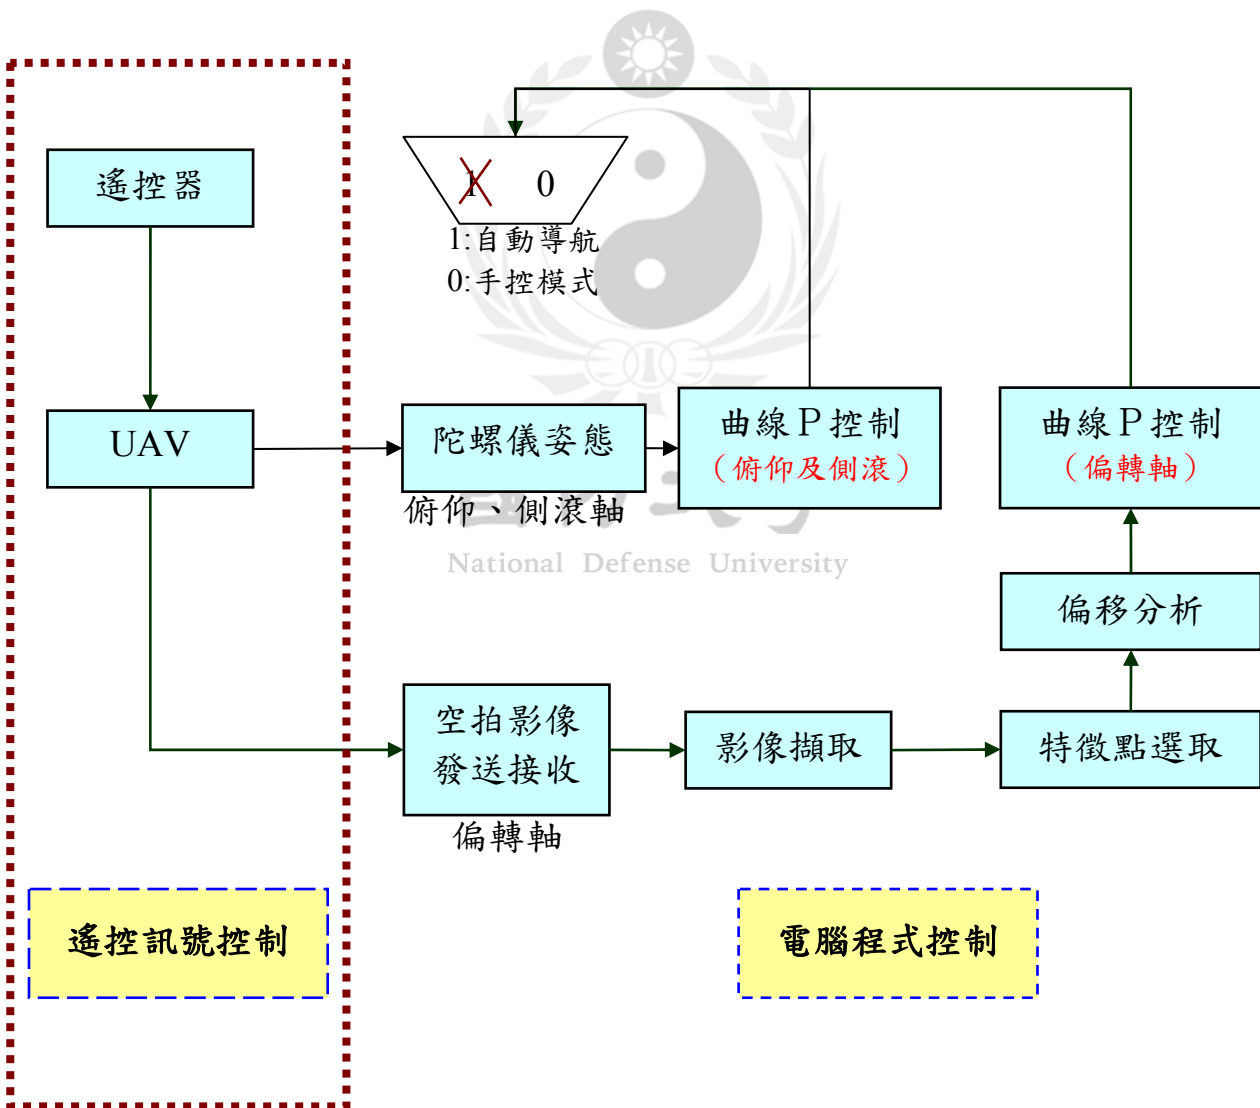 遙控器
1 0
1:自動導航
0:手控模式
UAV
陀螺儀姿態
俯仰、側滾軸
曲線P控制
(俯仰及側滾)
曲線P控制
(偏轉軸)
National Defense University
偏移分析
空拍影像
發送接收
偏轉軸
影像擷取
特徵點選取
遙控訊號控制
電腦程式控制